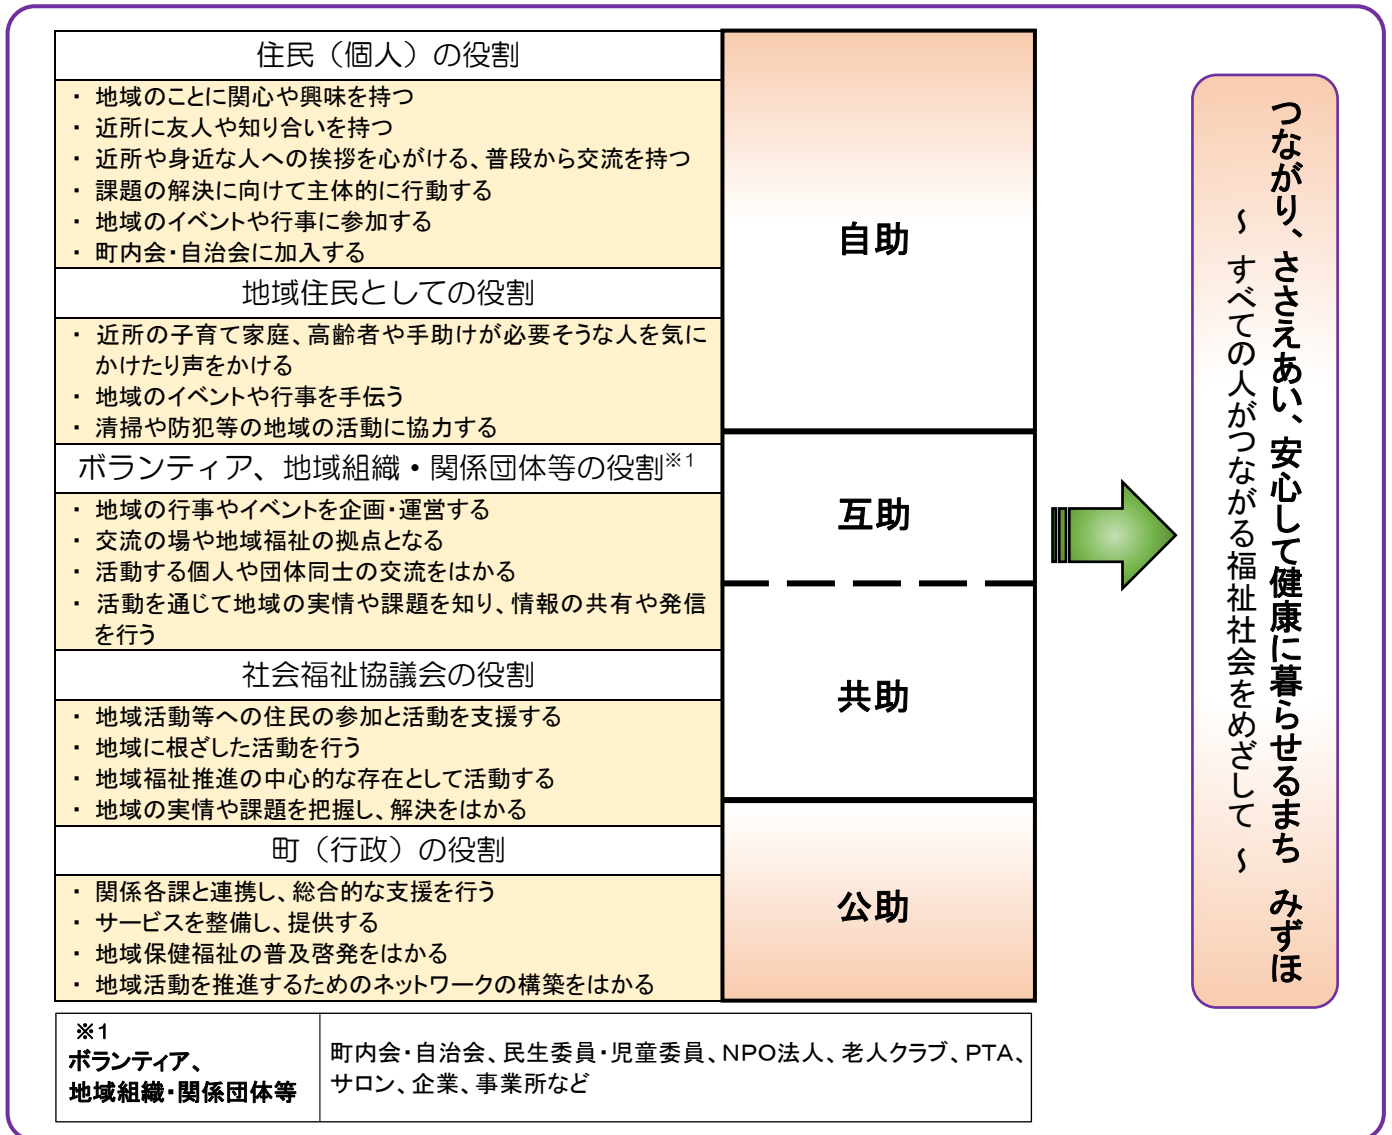 住民（個人）の役割
・ 地域のことに関心や興味を持つ
・ 近所に友人や知り合いを持つ
・ 近所や身近な人への挨拶を心がける、普段から交流を持つ
・ 課題の解決に向けて主体的に行動する
・ 地域のイベントや行事に参加する
・ 町内会・自治会に加入する
地域住民としての役割
・ 近所の子育て家庭、高齢者や手助けが必要そうな人を気に
かけたり声をかける
・ 地域のイベントや行事を手伝う
・ 清掃や防犯等の地域の活動に協力する
ボランティア、地域組織・関係団体等の役割※1
・ 地域の行事やイベントを企画・運営する
・ 交流の場や地域福祉の拠点となる
・ 活動する個人や団体同士の交流をはかる
・ 活動を通じて地域の実情や課題を知り、情報の共有や発信
を行う
社会福祉協議会の役割
・ 地域活動等への住民の参加と活動を支援する
・ 地域に根ざした活動を行う
・ 地域福祉推進の中心的な存在として活動する
・ 地域の実情や課題を把握し、解決をはかる
町（行政）の役割
・ 関係各課と連携し、総合的な支援を行う
・ サービスを整備し、提供する
・ 地域保健福祉の普及啓発をはかる
・ 地域活動を推進するためのネットワークの構築をはかる
自助
互助
共助
公助
つながり、ささえあい、安心して健康に暮らせるまち みずほ
～ すべての人がつながる福祉社会をめざして ～
※1
ボランティア、
地域組織・関係団体等
町内会・自治会、民生委員・児童委員、NPO法人、老人クラブ、PTA、
サロン、企業、事業所など